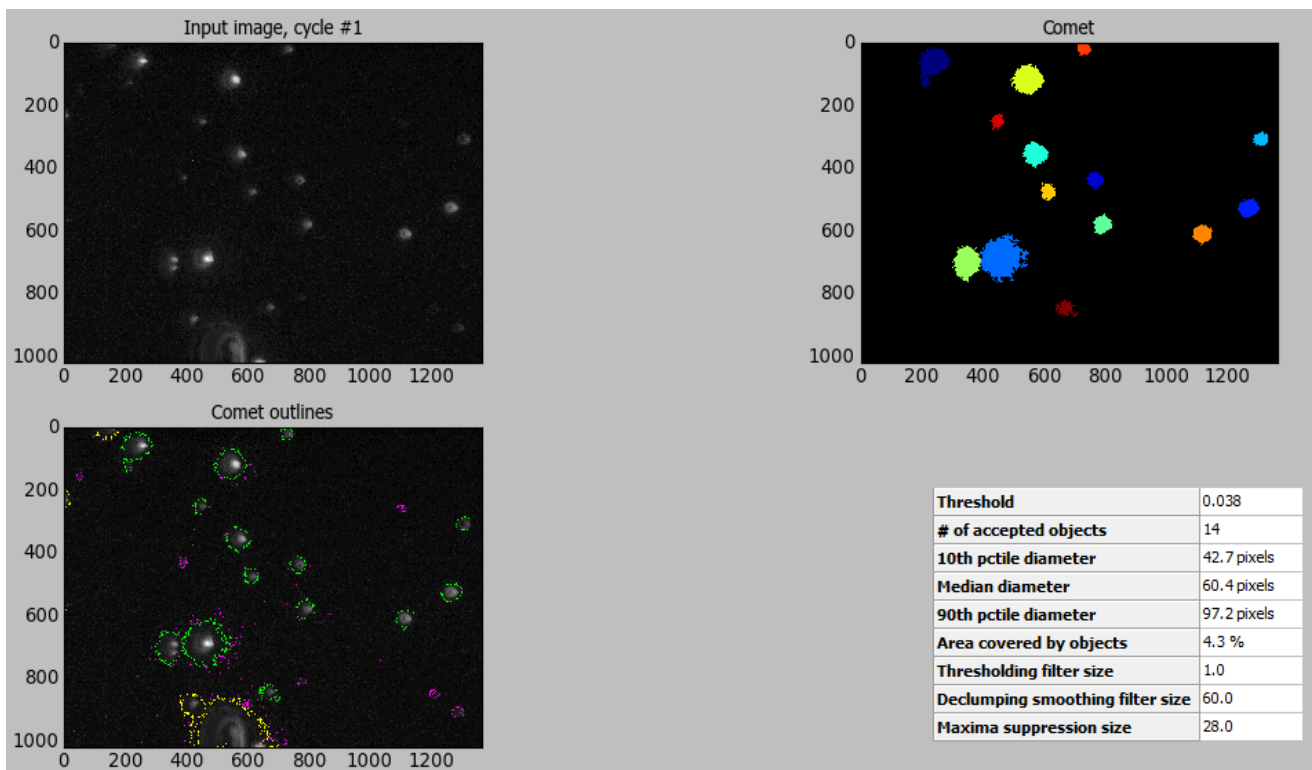 Input image, cycle #1
0
200
400
600
800
1000
0 200 400 600 800 1000 1200
Comet
0
200
400
600
800
1000
0 200 400 600 800 1000 1200
Comet outlines
0
200
400
600
800
1000
0 200 400 600 800 1000 1200
Threshold 0.038
# of accepted objects 14
10th pctile diameter 42.7 pixels
Median diameter 60.4 pixels
90th pctile diameter 97.2 pixels
Area covered by objects 4.3 %
Thresholding filter size 1.0
Declumping smoothing filter size 60.0
Maxima suppression size 28.0